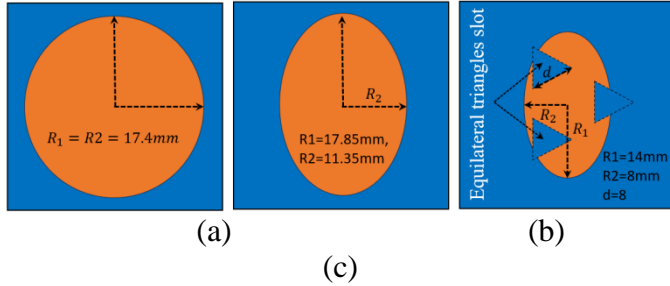 R₁ = R2 = 17.4mm
R₂
R1=17.85mm,
R2=11.35mm
Equilateral triangles slot
d
R₂
R₁
R1=14mm
R2=8mm
d=8
(a)
(b)
(c)